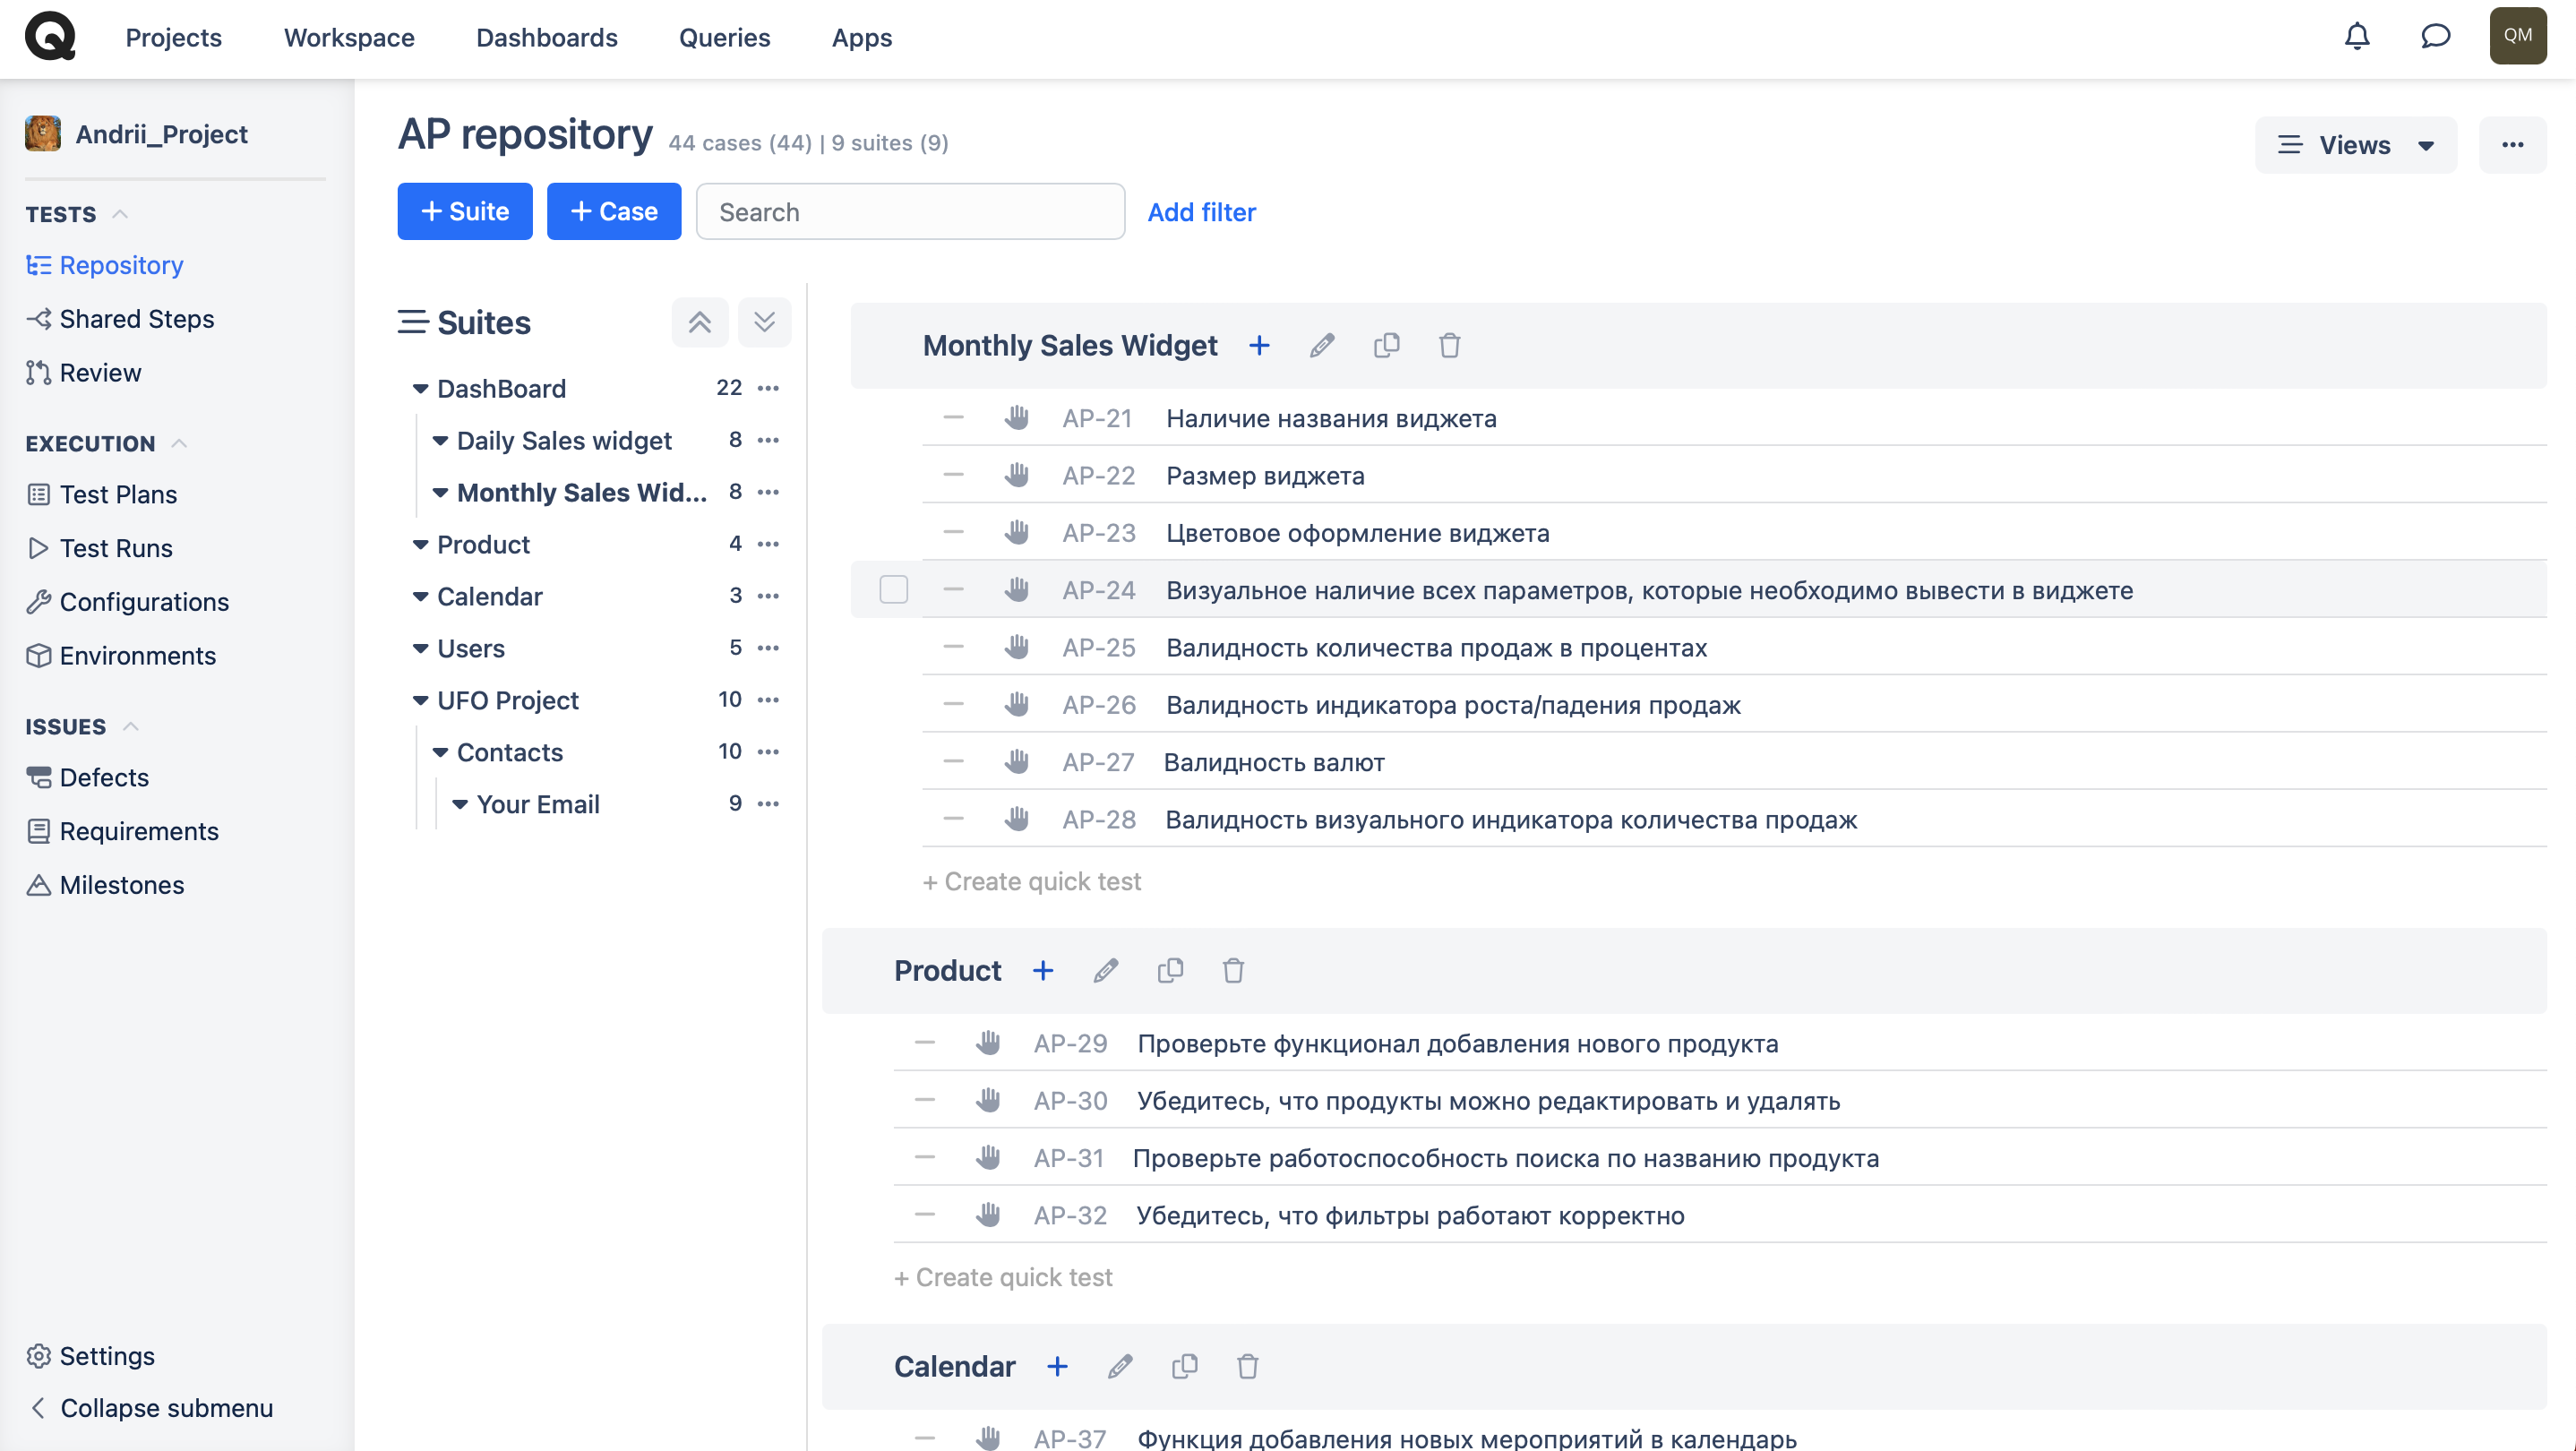 Projects Workspace Dashboards Queries Apps QM
Andrii_Project
TESTS
Repository
Shared Steps
Review
EXECUTION
Test Plans
Test Runs
Configurations
Environments
ISSUES
Defects
Requirements
Milestones
Settings
Collapse submenu
AP repository 44 cases (44) | 9 suites (9)
Views
+ Suite + Case Search Add filter
Suites
DashBoard 22
Daily Sales widget 8
Monthly Sales Wid... 8
Product 4
Calendar 3
Users 5
UFO Project 10
Contacts 10
Your Email 9
Monthly Sales Widget
AP-21 Наличие названия виджета
AP-22 Размер виджета
AP-23 Цветовое оформление виджета
AP-24 Визуальное наличие всех параметров, которые необходимо вывести в виджете
AP-25 Валидность количества продаж в процентах
AP-26 Валидность индикатора роста/падения продаж
AP-27 Валидность валют
AP-28 Валидность визуального индикатора количества продаж
+ Create quick test
Product
AP-29 Проверьте функционал добавления нового продукта
AP-30 Убедитесь, что продукты можно редактировать и удалять
AP-31 Проверьте работоспособность поиска по названию продукта
AP-32 Убедитесь, что фильтры работают корректно
+ Create quick test
Calendar
AP-37 Функция добавления новых мероприятий в календарь